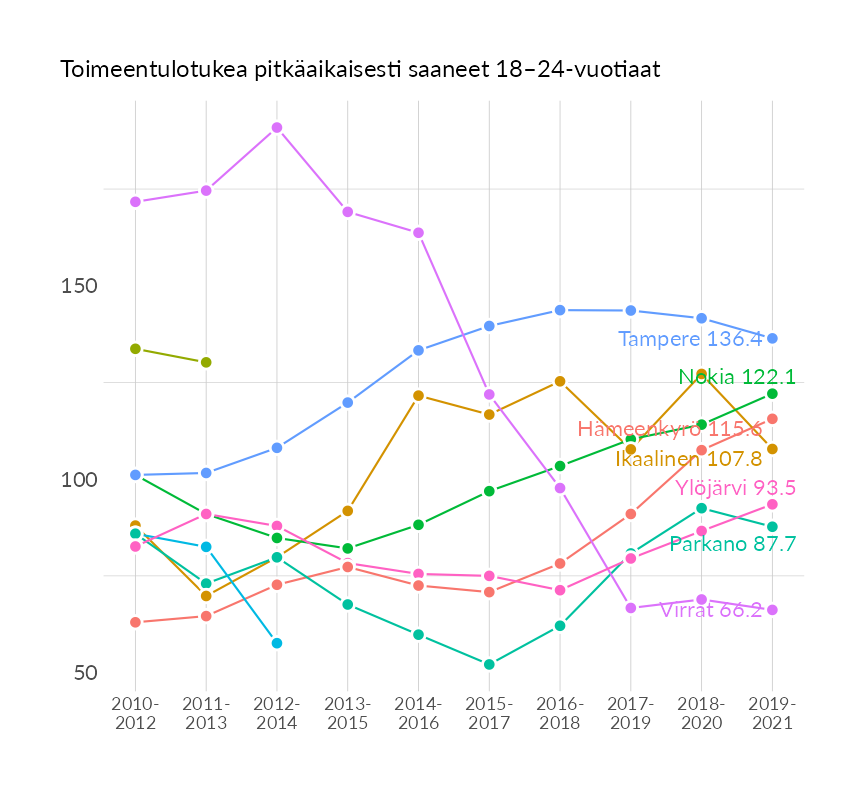 Toimeentulotukea pitkäaikaisesti saaneet 18–24-vuotiaat
150
Tampere 136.4
Nokia 122.1
Hämeenkyrö 115.6
Ikaalinen 107.8
100
Ylöjärvi 93.5
Parkano 87.7
Virrat 66.2
50
2010- 2011- 2012- 2013- 2014- 2015- 2016- 2017- 2018- 2019-
2012 2013 2014 2015 2016 2017 2018 2019 2020 2021